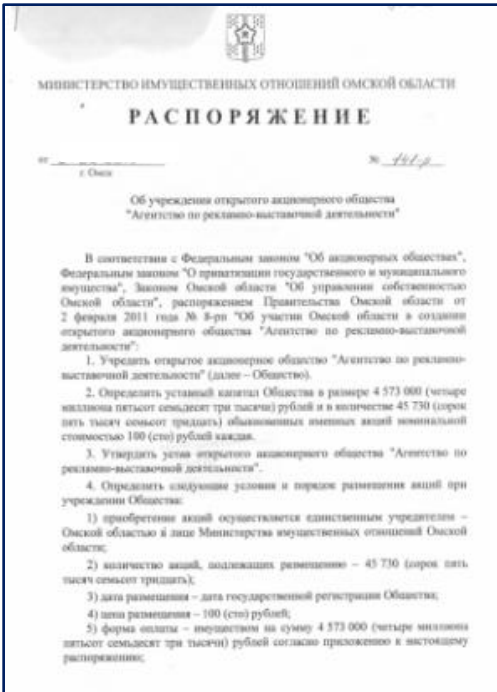 МИНИСТЕРСТВО ИМУЩЕСТВЕННЫХ ОТНОШЕНИЙ ОМСКОЙ ОБЛАСТИ
РАСПОРЯЖЕНИЕ
от
№ 141-р
г. Омск
Об учреждении открытого акционерного общества
"Агентство по рекламно-выставочной деятельности"
В соответствии с Федеральным законом "Об акционерных обществах",
Федеральным законом "О приватизации государственного и муниципального
имущества", Законом Омской области "Об управлении собственностью
Омской области", распоряжением Правительства Омской области от
2 февраля 2011 года № 8-рп "Об участии Омской области в создании
открытого акционерного общества "Агентство по рекламно-выставочной
деятельности":
1. Учредить открытое акционерное общество "Агентство по рекламно-
выставочной деятельности" (далее – Общество).
2. Определить уставный капитал Общества в размере 4 573 000 (четыре
миллиона пятьсот семьдесят три тысячи) рублей и в количестве 45 730 (сорок
пять тысяч семьсот тридцать) обыкновенных именных акций номинальной
стоимостью 100 (сто) рублей каждая.
3. Утвердить устав открытого акционерного общества "Агентство по
рекламно-выставочной деятельности".
4. Определить следующие условия и порядок размещения акций при
учреждении Общества:
1) приобретение акций осуществляется единственным учредителем –
Омской областью в лице Министерства имущественных отношений Омской
области;
2) количество акций, подлежащих размещению – 45 730 (сорок пять
тысяч семьсот тридцать);
3) дата размещения – дата государственной регистрации Общества;
4) цена размещения – 100 (сто) рублей;
5) форма оплаты – имуществом на сумму 4 573 000 (четыре миллиона
пятьсот семьдесят три тысячи) рублей согласно приложению к настоящему
распоряжению;